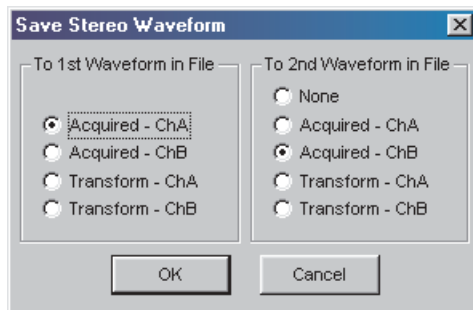 Save Stereo Waveform
To 1st Waveform in File
Acquired - ChA
Acquired - ChB
Transform - ChA
Transform - ChB
To 2nd Waveform in File
None
Acquired - ChA
Acquired - ChB
Transform - ChA
Transform - ChB
OK
Cancel